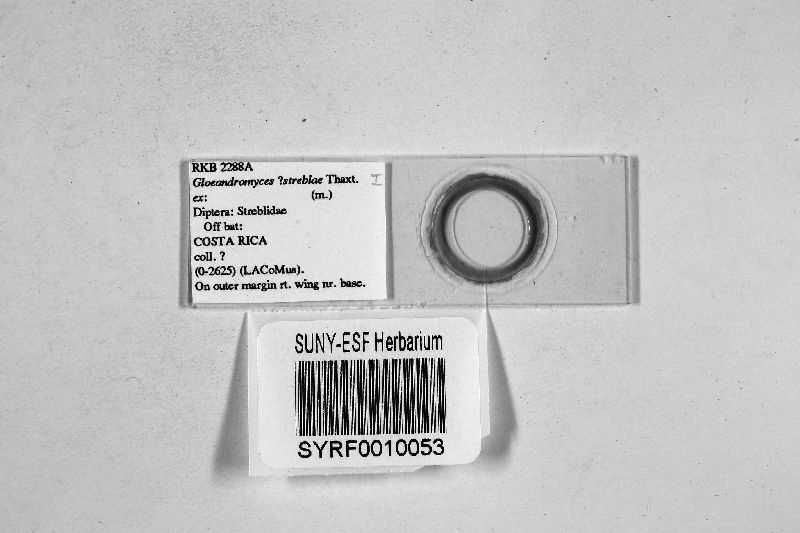 RKB 2288A
Gloeandromyces ?streblae Thaxt. I
ex: (m.)
Diptera: Streblidae
Off bat:
COSTA RICA
coll. ?
(0-2625) (LACoMus).
On outer margin rt. wing nr. base.
SUNY-ESF Herbarium
SYRF0010053